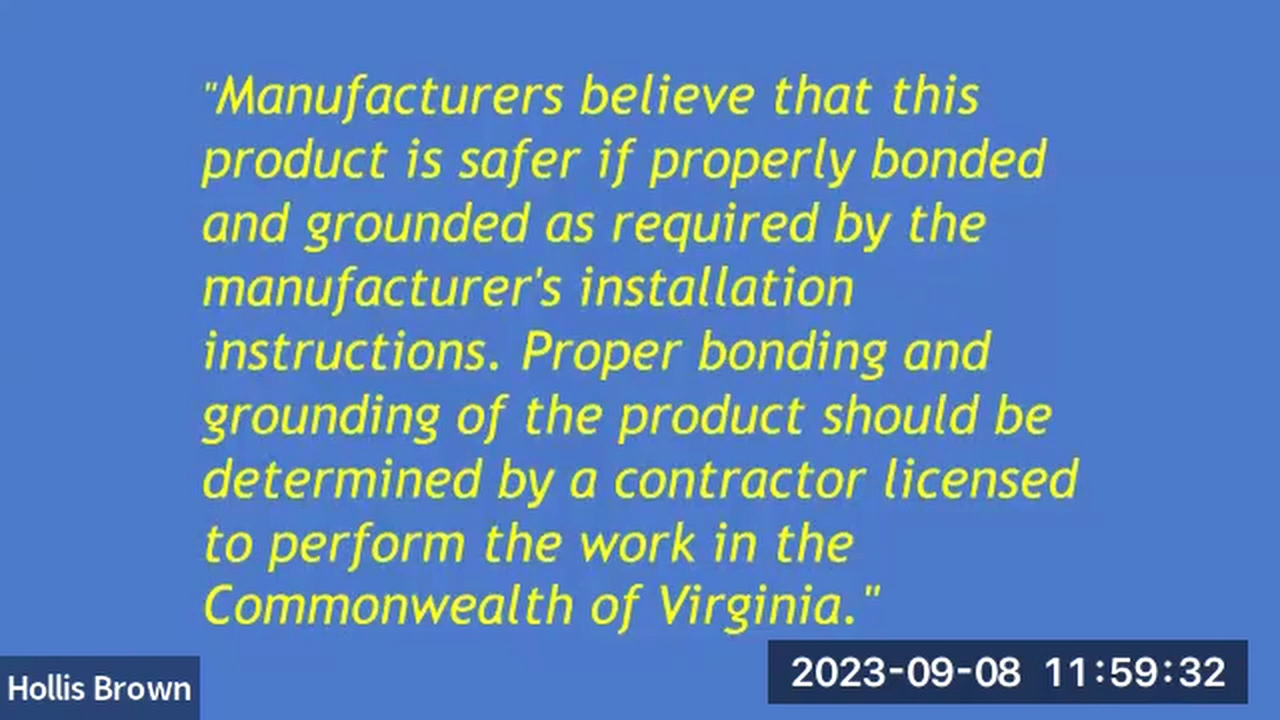 "Manufacturers believe that this
product is safer if properly bonded
and grounded as required by the
manufacturer's installation
instructions. Proper bonding and
grounding of the product should be
determined by a contractor licensed
to perform the work in the
Commonwealth of Virginia."
Hollis Brown
2023-09-08 11:59:32